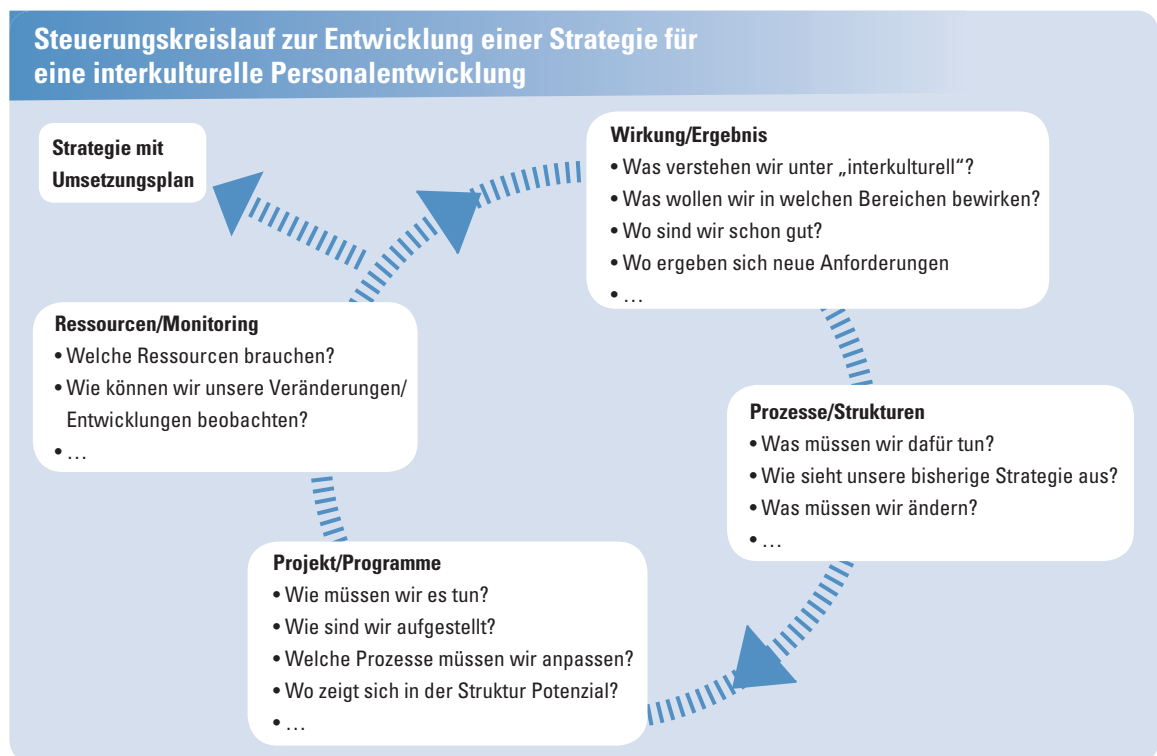 Steuerungskreislauf zur Entwicklung einer Strategie für
eine interkulturelle Personalentwicklung
Strategie mit
Umsetzungsplan
Wirkung/Ergebnis
• Was verstehen wir unter „interkulturell“?
• Was wollen wir in welchen Bereichen bewirken?
• Wo sind wir schon gut?
• Wo ergeben sich neue Anforderungen
• …
Prozesse/Strukturen
• Was müssen wir dafür tun?
• Wie sieht unsere bisherige Strategie aus?
• Was müssen wir ändern?
• …
Projekt/Programme
• Wie müssen wir es tun?
• Wie sind wir aufgestellt?
• Welche Prozesse müssen wir anpassen?
• Wo zeigt sich in der Struktur Potenzial?
• …
Ressourcen/Monitoring
• Welche Ressourcen brauchen?
• Wie können wir unsere Veränderungen/
Entwicklungen beobachten?
• …